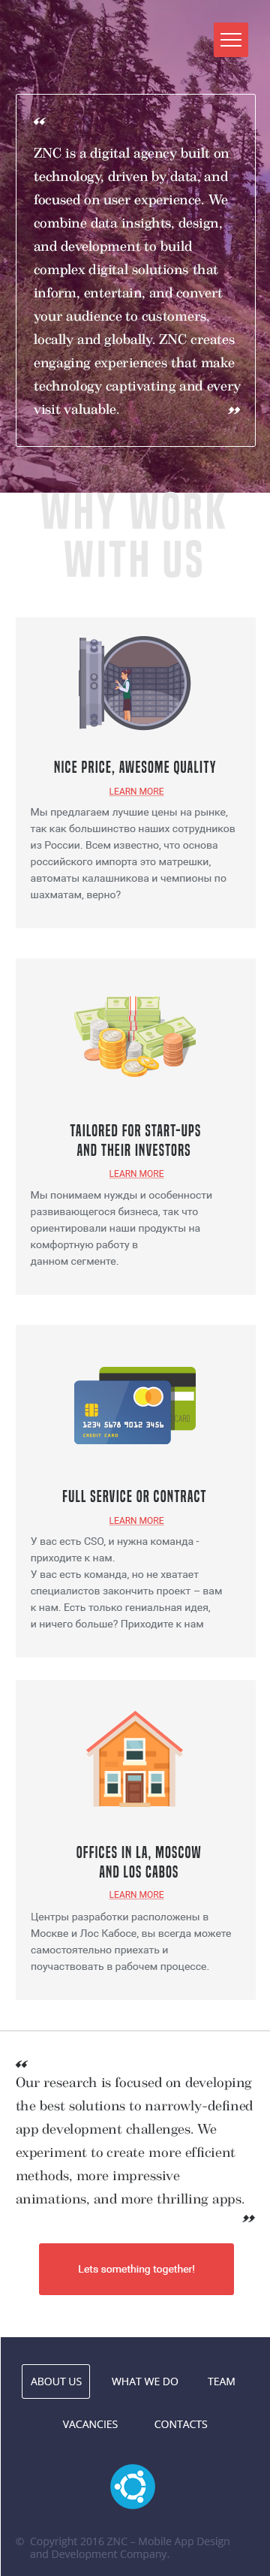 “
ZNC is a digital agency built on
technology, driven by data, and
focused on user experience. We
combine data insights, design,
and development to build
complex digital solutions that
inform, entertain, and convert
your audience to customers,
locally and globally. ZNC creates
engaging experiences that make
technology captivating and every
visit valuable. ”
WHY WORK
WITH US
NICE PRICE, AWESOME QUALITY
LEARN MORE
Мы предлагаем лучшие цены на рынке,
так как большинство наших сотрудников
из России. Всем известно, что основа
российского импорта это матрешки,
автоматы калашникова и чемпионы по
шахматам, верно?
TAILORED FOR START-UPS
AND THEIR INVESTORS
LEARN MORE
Мы понимаем нужды и особенности
развивающегося бизнеса, так что
ориентировали наши продукты на
комфортную работу в
данном сегменте.
CARD
1234 5678 9012 3456
CREDIT CARD
FULL SERVICE OR CONTRACT
LEARN MORE
У вас есть CSO, и нужна команда -
приходите к нам.
У вас есть команда, но не хватает
специалистов закончить проект – вам
к нам. Есть только гениальная идея,
и ничего больше? Приходите к нам
OFFICES IN LA, MOSCOW
AND LOS CABOS
LEARN MORE
Центры разработки расположены в
Москве и Лос Кабосе, вы всегда можете
самостоятельно приехать и
поучаствовать в рабочем процессе.
“
Our research is focused on developing
the best solutions to narrowly-defined
app development challenges. We
experiment to create more efficient
methods, more impressive
animations, and more thrilling apps.
”
Lets something together!
ABOUT US WHAT WE DO TEAM
VACANCIES CONTACTS
© Copyright 2016 ZNC – Mobile App Design
and Development Company.